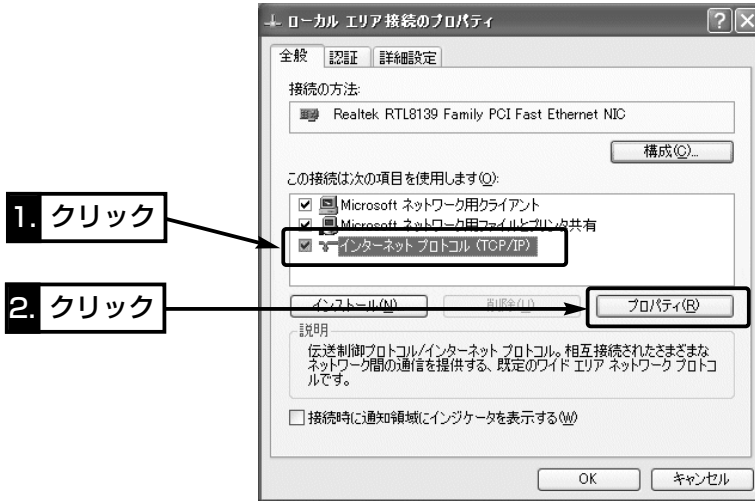 ローカル エリア接続のプロパティ
全般 認証 詳細設定
接続の方法:
Realtek RTL8139 Family PCI Fast Ethernet NIC
構成(C)...
この接続は次の項目を使用します(O):
Microsoft ネットワーク用クライアント
Microsoft ネットワーク用ファイルとプリンタ共有
インターネット プロトコル (TCP/IP)
1. クリック
2. クリック
インストール(N) 削除(U) プロパティ(R)
説明
伝送制御プロトコル/インターネット プロトコル。相互接続されたさまざまな
ネットワーク間の通信を提供する、既定のワイド エリア ネットワーク プロトコ
ルです。
接続時に通知領域にインジケータを表示する(W)
OK キャンセル